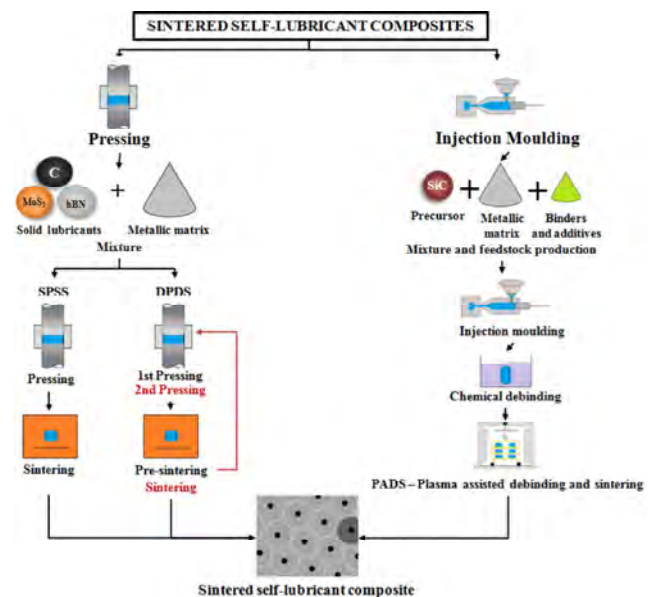 SINTERED SELF-LUBRICANT COMPOSITES
Pressing
C
MoS₂
hBN
+
Solid lubricants
Metallic matrix
Mixture
SPSS
DPDS
Pressing
1st Pressing
2nd Pressing
Sintering
Pre-sintering
Sintering
Injection Moulding
SiC
+
+
Precursor
Metallic
matrix
Binders
and additives
Mixture and feedstock production
Injection moulding
Chemical debinding
PADS – Plasma assisted debinding and sintering
Sintered self-lubricant composite